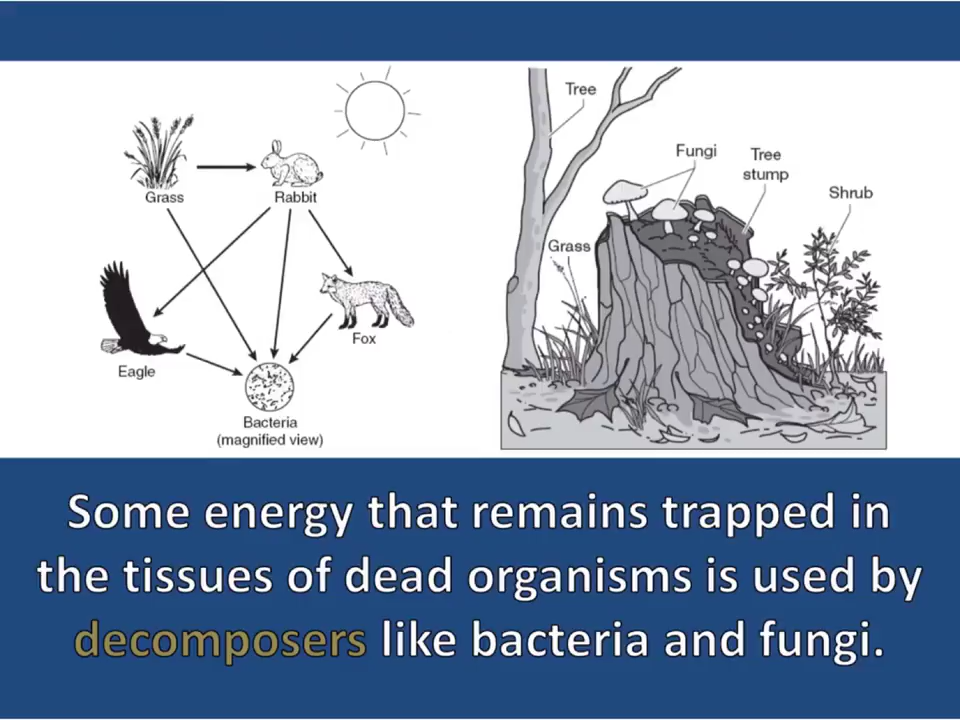 Grass
Rabbit
Eagle
Fox
Bacteria
(magnified view)
Tree
Fungi
Tree
stump
Shrub
Grass
Some energy that remains trapped in
the tissues of dead organisms is used by
decomposers like bacteria and fungi.